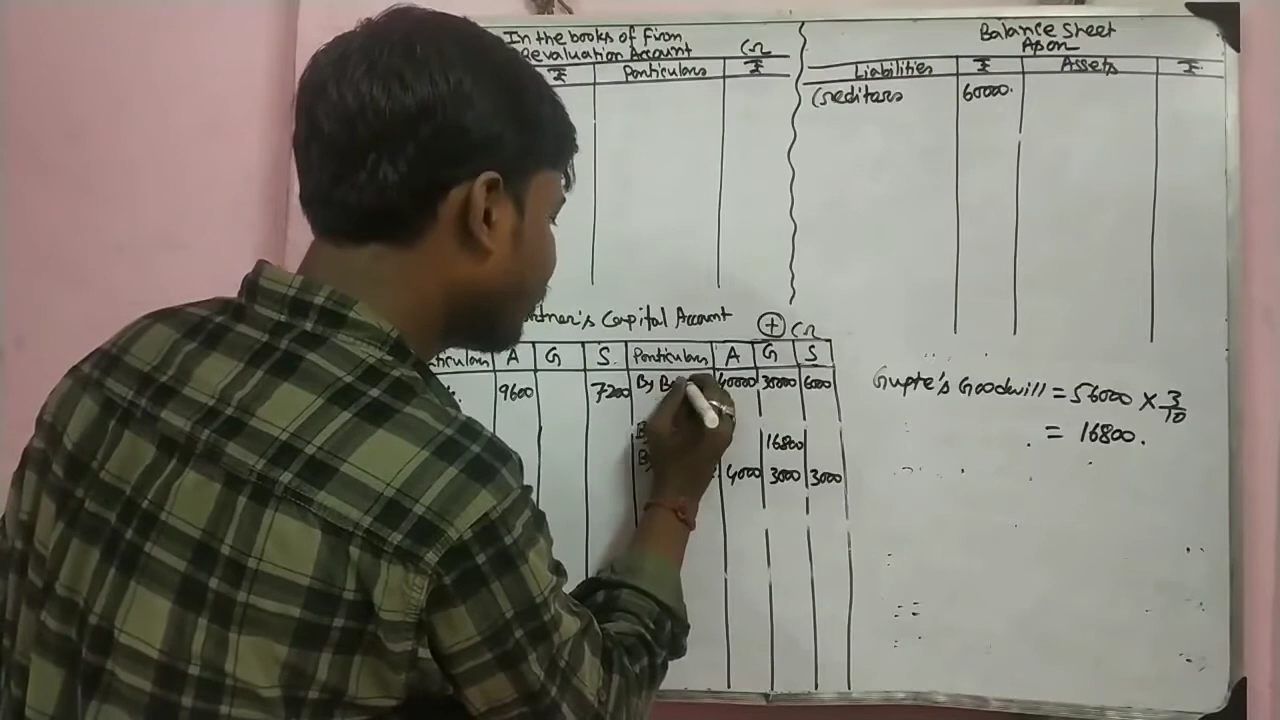 In the books of Firm
Revaluation Account Cr
₹ Particulars ₹
Balance Sheet
As on
Liabilities ₹ Assets ₹
Creditors 60000.
Partner's Capital Account + Cr
Particulars A G S Particulars A G S
9600 7200 By 40000 30000
16800
4000 3000 3000
Gupte's Goodwill = 56000 × 3/10
= 16800.